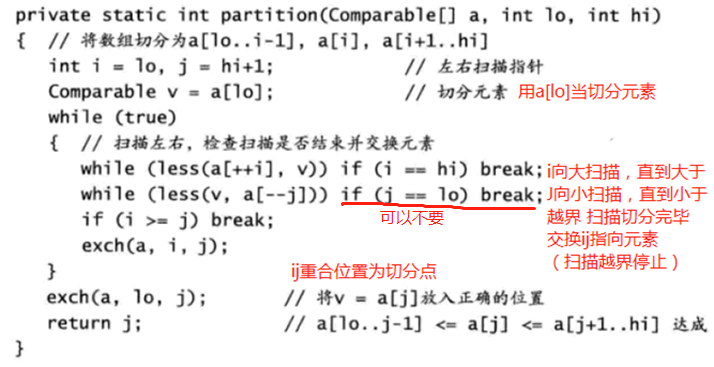 private static int partition(Comparable[] a, int lo, int hi)
{ // 将数组切分为a[lo..i-1], a[i], a[i+1..hi]
int i = lo, j = hi+1; // 左右扫描指针
Comparable v = a[lo]; // 切分元素 用a[lo]当切分元素
while (true)
{ // 扫描左右，检查扫描是否结束并交换元素
while (less(a[++i], v)) if (i == hi) break; i向大扫描，直到大于
while (less(v, a[--j])) if (j == lo) break; J向小扫描，直到小于
if (i >= j) break; 可以不要 越界 扫描切分完毕
exch(a, i, j); 交换ij指向元素
（扫描越界停止）
} ij重合位置为切分点
exch(a, lo, j); // 将v = a[j]放入正确的位置
return j; // a[lo..j-1] <= a[j] <= a[j+1..hi] 达成
}